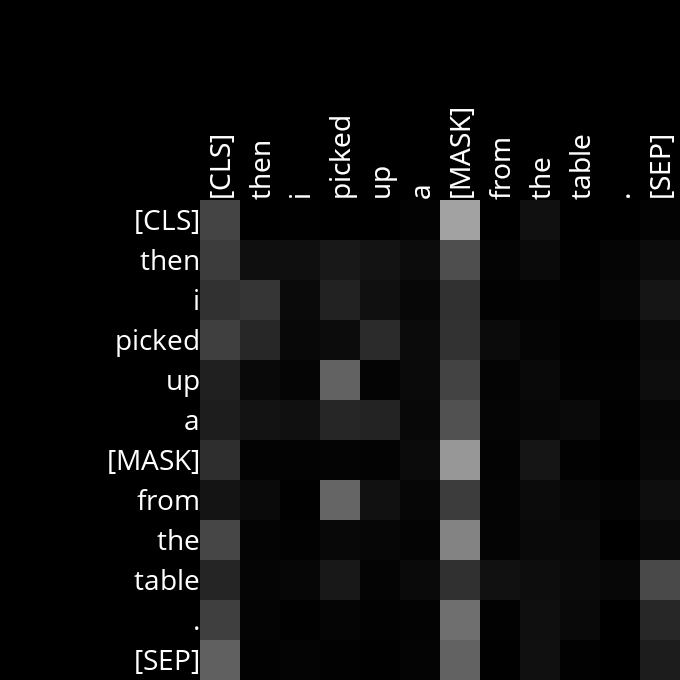 [CLS] then i picked up a [MASK] from the table . [SEP]
[CLS]
then
i
picked
up
a
[MASK]
from
the
table
.
[SEP]